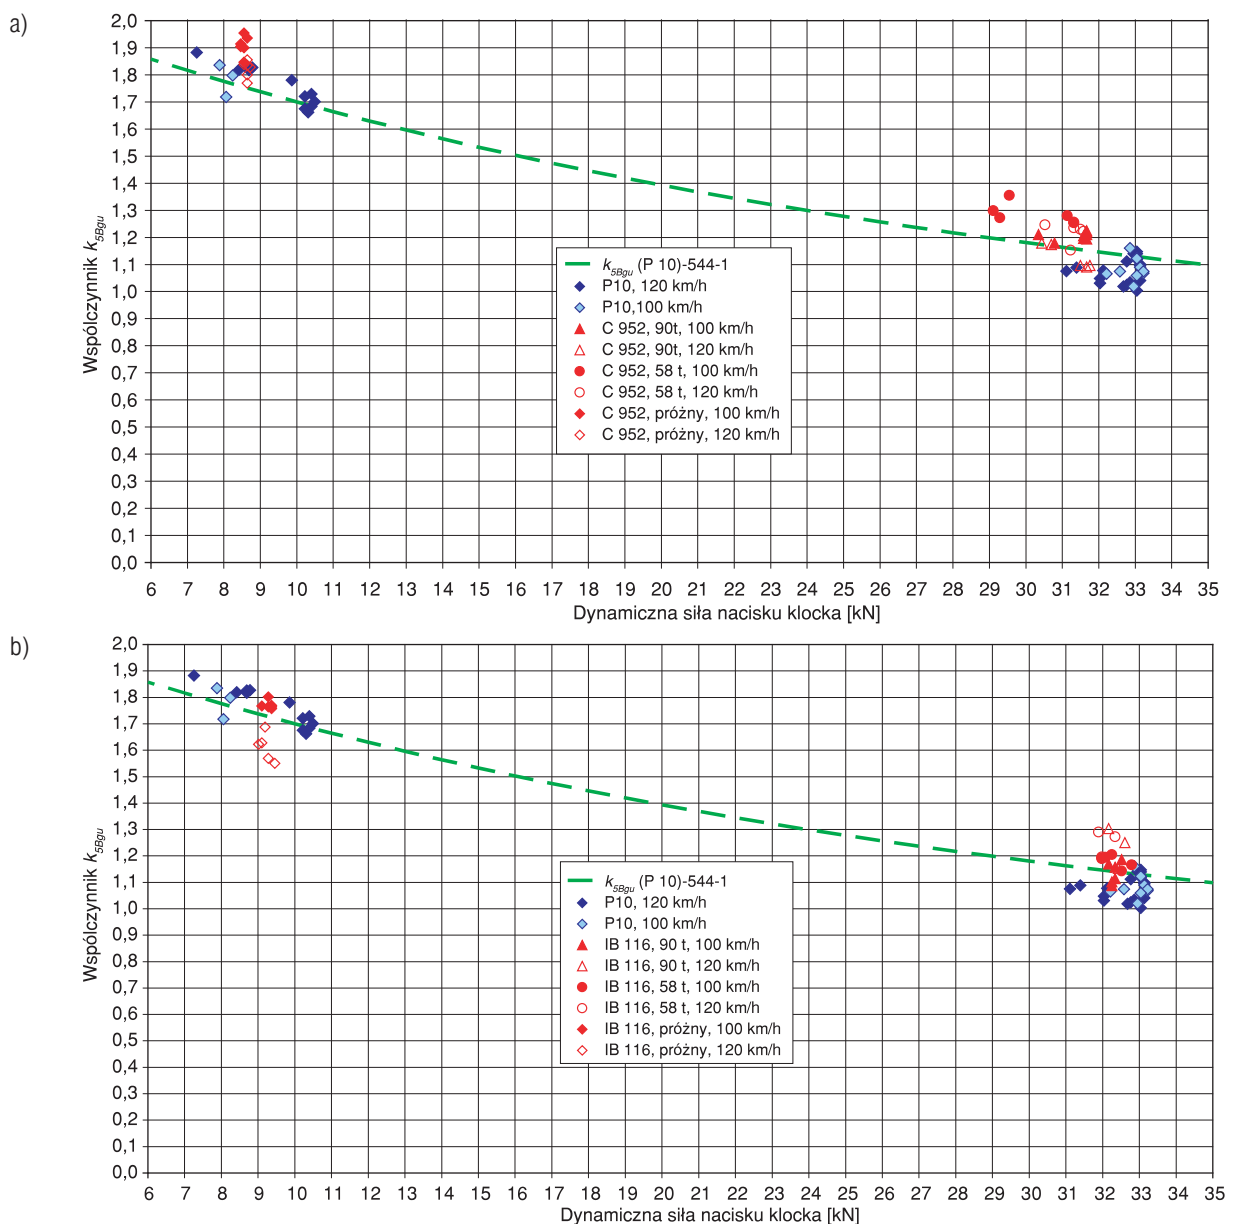 a)
2,0
1,9
1,8
1,7
1,6
1,5
1,4
1,3
1,2
1,1
1,0
0,9
0,8
0,7
0,6
0,5
0,4
0,3
0,2
0,1
0,0
Wspólczynnik k5Bgu
k5Bgu (P 10)-544-1
P10, 120 km/h
P10,100 km/h
C 952, 90t, 100 km/h
C 952, 90t, 120 km/h
C 952, 58 t, 100 km/h
C 952, 58 t, 120 km/h
C 952, próżny, 100 km/h
C 952, próżny, 120 km/h
6 7 8 9 10 11 12 13 14 15 16 17 18 19 20 21 22 23 24 25 26 27 28 29 30 31 32 33 34 35
Dynamiczna siła nacisku klocka [kN]
b)
2,0
1,9
1,8
1,7
1,6
1,5
1,4
1,3
1,2
1,1
1,0
0,9
0,8
0,7
0,6
0,5
0,4
0,3
0,2
0,1
0,0
Wspólczynnik k5Bgu
k5Bgu (P 10)-544-1
P10, 120 km/h
P10, 100 km/h
IB 116, 90 t, 100 km/h
IB 116, 90 t, 120 km/h
IB 116, 58 t, 100 km/h
IB 116, 58 t, 120 km/h
IB 116, próżny, 100 km/h
IB 116, próżny, 120 km/h
6 7 8 9 10 11 12 13 14 15 16 17 18 19 20 21 22 23 24 25 26 27 28 29 30 31 32 33 34 35
Dynamiczna siła nacisku klocka [kN]